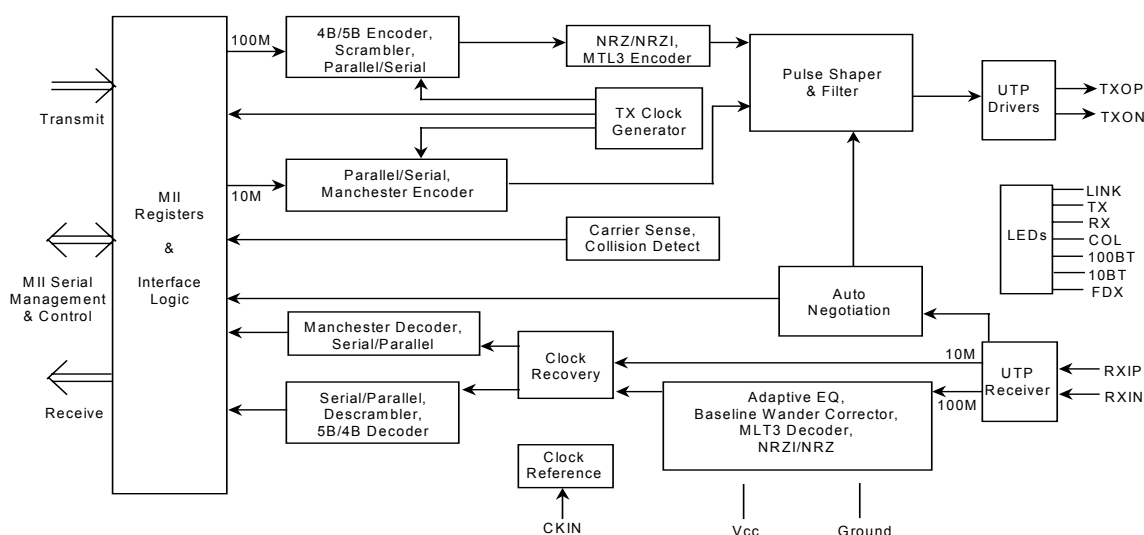 100M
4B/5B Encoder,
Scrambler,
Parallel/Serial
NRZ/NRZI,
MTL3 Encoder
Pulse Shaper
& Filter
UTP
Drivers
TXOP
TXON
Transmit
TX Clock
Generator
10M
Parallel/Serial,
Manchester Encoder
MII
Registers
&
Interface
Logic
Carrier Sense,
Collision Detect
LEDs
LINK
TX
RX
COL
100BT
10BT
FDX
MII Serial
Management
& Control
Auto
Negotiation
Manchester Decoder,
Serial/Parallel
Clock
Recovery
10M
100M
UTP
Receiver
RXIP
RXIN
Receive
Serial/Parallel,
Descrambler,
5B/4B Decoder
Adaptive EQ,
Baseline Wander Corrector,
MLT3 Decoder,
NRZI/NRZ
Clock
Reference
CKIN
Vcc
Ground